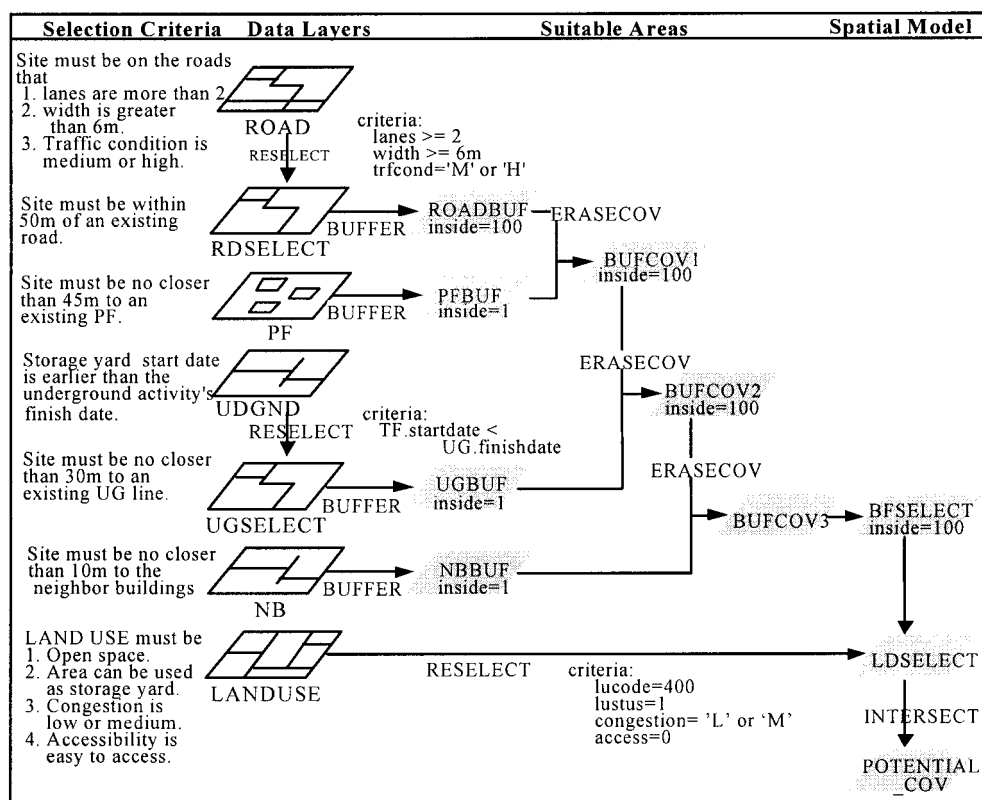 Selection Criteria Data Layers Suitable Areas Spatial Model
Site must be on the roads
that
1. lanes are more than 2
2. width is greater
than 6m.
3. Traffic condition is
medium or high.
ROAD
RESELECT
criteria:
lanes >= 2
width >= 6m
trfcond='M' or 'H'
Site must be within
50m of an existing
road.
RDSELECT
BUFFER
ROADBUF
inside=100
ERASECOV
BUFCOV1
inside=100
Site must be no closer
than 45m to an
existing PF.
PF
BUFFER
PFBUF
inside=1
Storage yard start date
is earlier than the
underground activity's
finish date.
UDGND
RESELECT
criteria:
TF.startdate <
UG.finishdate
ERASECOV
BUFCOV2
inside=100
Site must be no closer
than 30m to an
existing UG line.
UGSELECT
BUFFER
UGBUF
inside=1
ERASECOV
BUFCOV3
BFSELECT
inside=100
Site must be no closer
than 10m to the
neighbor buildings
NB
BUFFER
NBBUF
inside=1
LAND USE must be
1. Open space.
2. Area can be used
as storage yard.
3. Congestion is
low or medium.
4. Accessibility is
easy to access.
LANDUSE
RESELECT
criteria:
lucode=400
lustus=1
congestion= 'L' or 'M'
access=0
LDSELECT
INTERSECT
POTENTIAL
_COV